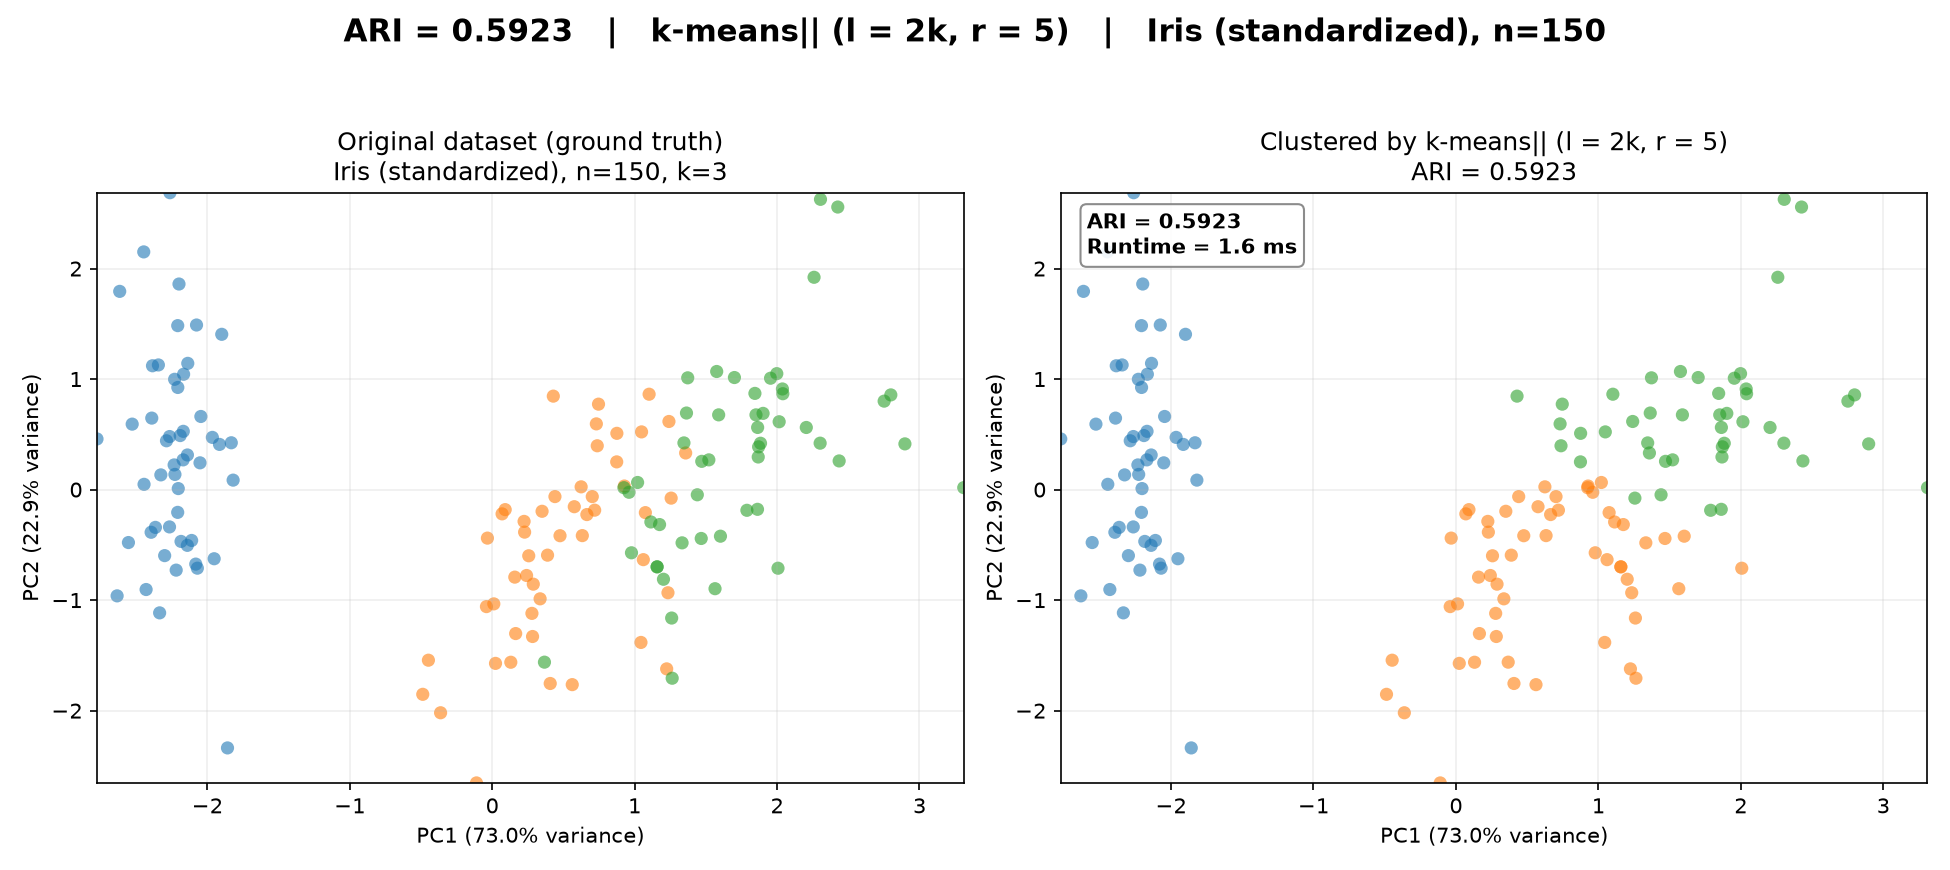 ARI = 0.5923   |   k-means|| (l = 2k, r = 5)   |   Iris (standardized), n=150
Original dataset (ground truth)
Iris (standardized), n=150, k=3
2
1
0
−1
−2
PC2 (22.9% variance)
−2
−1
0
1
2
3
PC1 (73.0% variance)
Clustered by k-means|| (l = 2k, r = 5)
ARI = 0.5923
ARI = 0.5923
Runtime = 1.6 ms
2
1
0
−1
−2
PC2 (22.9% variance)
−2
−1
0
1
2
3
PC1 (73.0% variance)